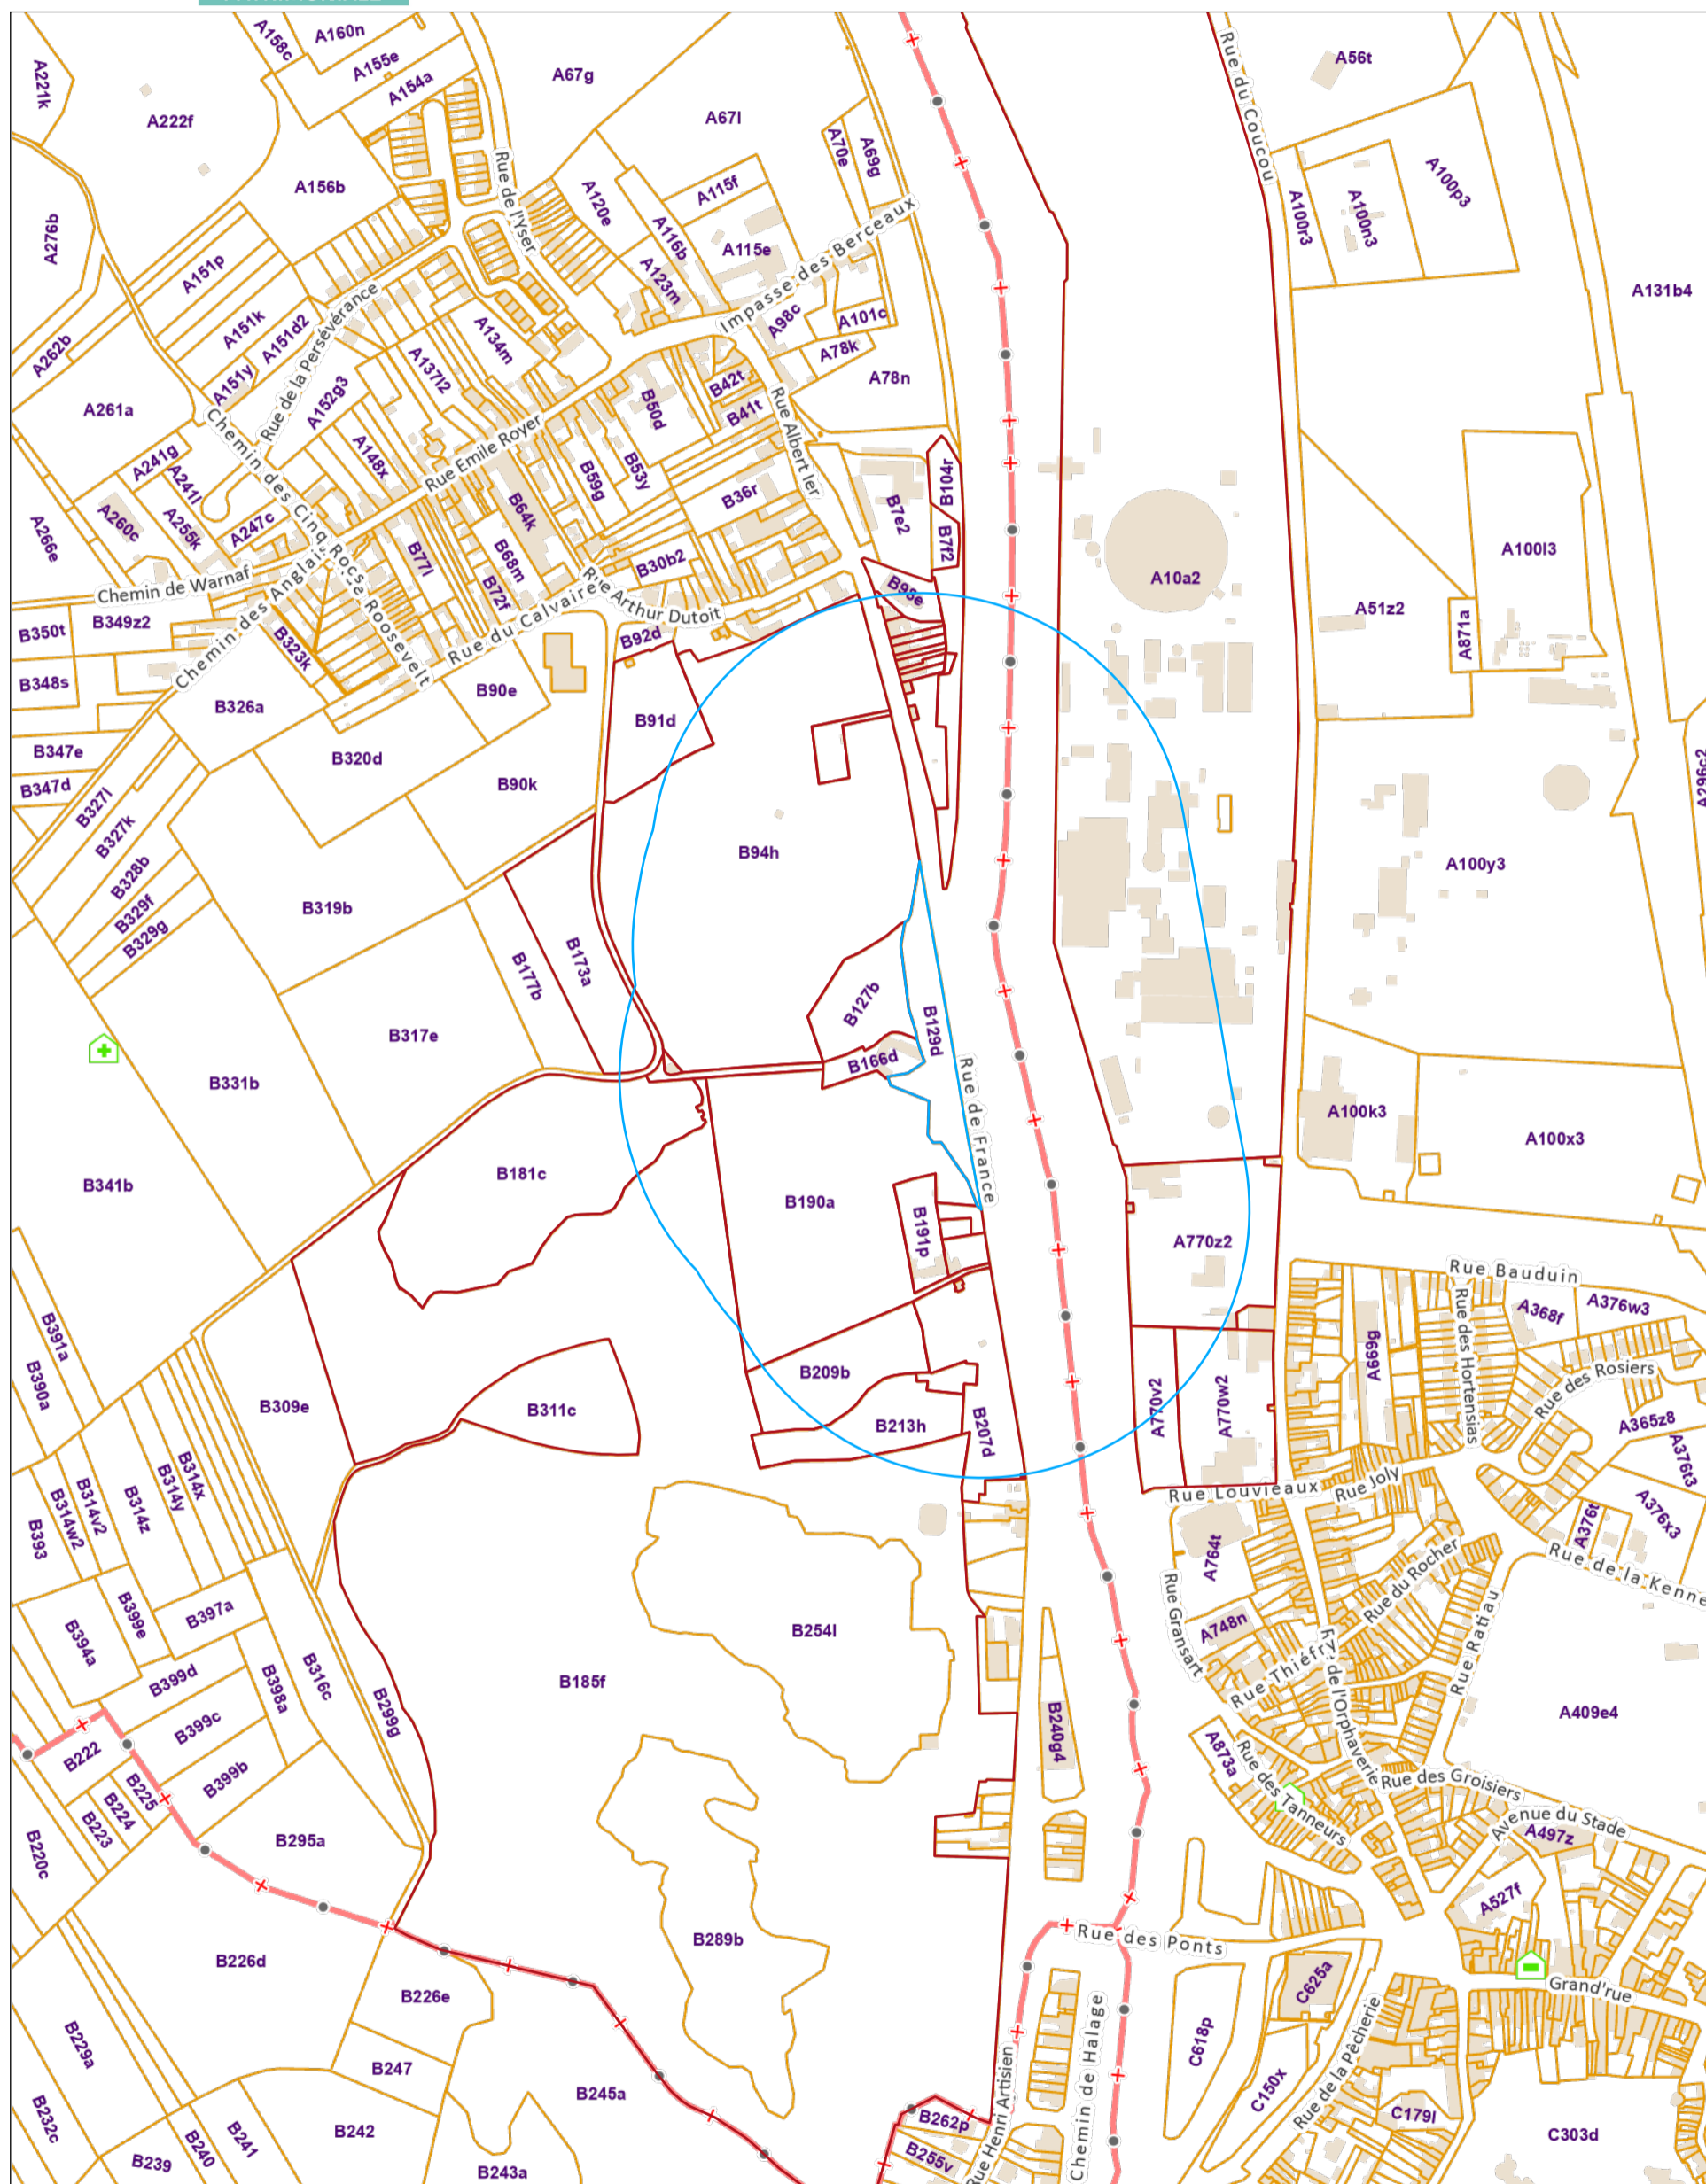 A158c
A160n
A155e
A154a
A221k
A222f
A67g
A67l
A56t
Rue du Coucou
A156b
Rue de l'Yser
A120e
A115f
A70e
A69g
A100r3
A100n3
A100p3
A276b
A151p
A116b
A115e
A123m
Impasse des Berceaux
A131b4
A262b
A151k
A151d2
A151y
Rue de la Persévérance
A134m
A98c
A101c
A78k
A78n
A261a
A152g3
A137l2
B50d
B42t
B41t
Rue Albert Ier
Chemin des Cinq Rocs
A148x
Rue Emile Royer
A241g
A241l
A260c
A255k
A247c
A266e
B64k
B59g
B53y
B36r
B7e2
B104r
B7f2
A10a2
A100l3
B77l
B68m
B72f
B30b2
B98e
A51z2
A871a
Chemin de Warnaf
Chemin des Anglais
Rue Roosevelt
Rue du Calvaire
Rue Arthur Dutoit
B350t
B349z2
B323k
B92d
B348s
B326a
B90e
B91d
B347e
B347d
B320d
B90k
A296c2
B327l
B327k
B328b
B329f
B329g
B319b
B94h
A100y3
B177b
B173a
B127b
B129d
B166d
B317e
B331b
Rue de France
A100k3
A100x3
B341b
B181c
B190a
B191p
A770z2
Rue Bauduin
Rue des Hortensias
A368f
A376w3
B391a
B390a
B309e
B311c
B209b
B213h
B207d
A770v2
A770w2
A669g
Rue des Rosiers
A365z8
A376t3
A376x3
A376t
B314x
B314y
B314z
B314v2
B314w2
B393
Rue Louvieaux
Rue Joly
A764t
Rue Gransart
Rue du Rocher
Rue de la Kenne
B399e
B397a
B394a
B399d
B398a
B316c
B254l
B185f
A748n
Rue Thiéfry
Rue Ratiau
Rue de l'Orphaverie
B299g
B399c
B399b
B222
B225
B224
B223
B220c
B295a
B240g4
A409e4
A873a
Rue des Tanneurs
Rue des Groisiers
Avenue du Stade
A497z
A527f
B289b
Rue des Ponts
Grand'rue
B226d
B226e
C625a
C618p
B229a
B247
B245a
Rue Henri Artisien
Chemin de Halage
C150x
Rue de la Pêcherie
B232c
B239
B240
B241
B242
B243a
B262p
B255v
C179l
C303d